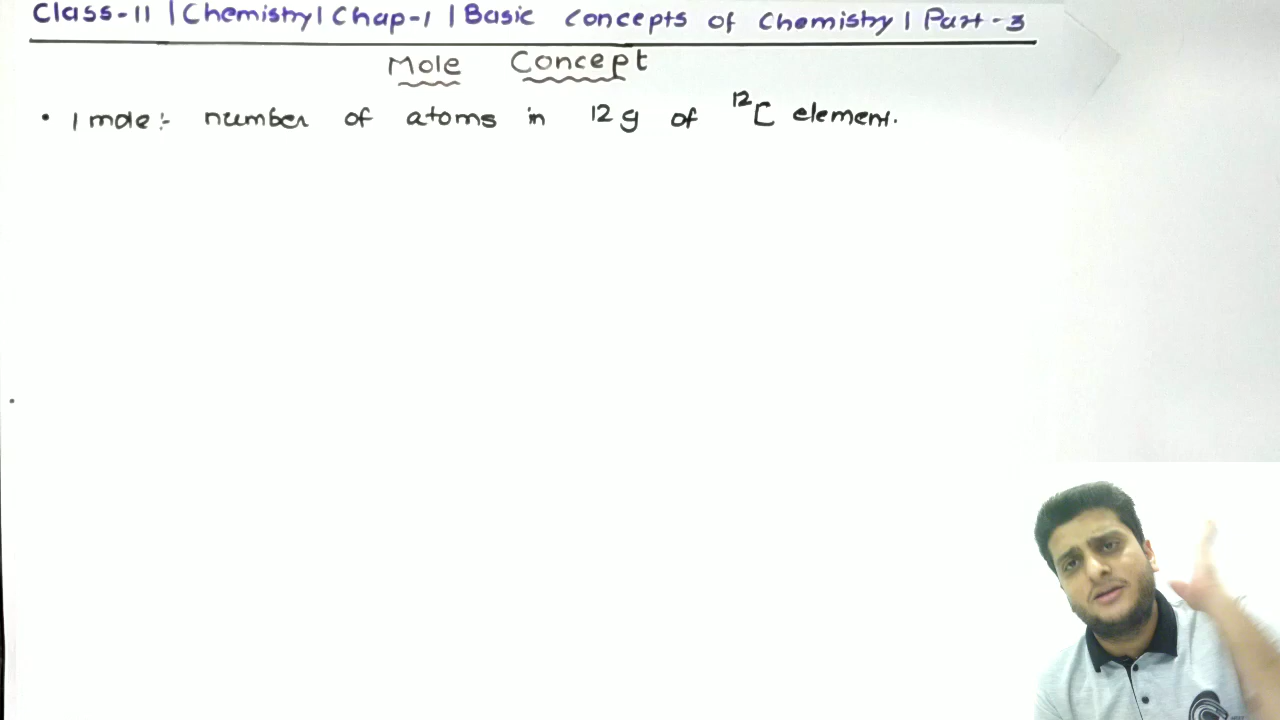 Class-11 | Chemistry | Chap-1 | Basic concepts of Chemistry | Part-3
Mole Concept
• 1 mole:- number of atoms in 12 g of ¹²C element.